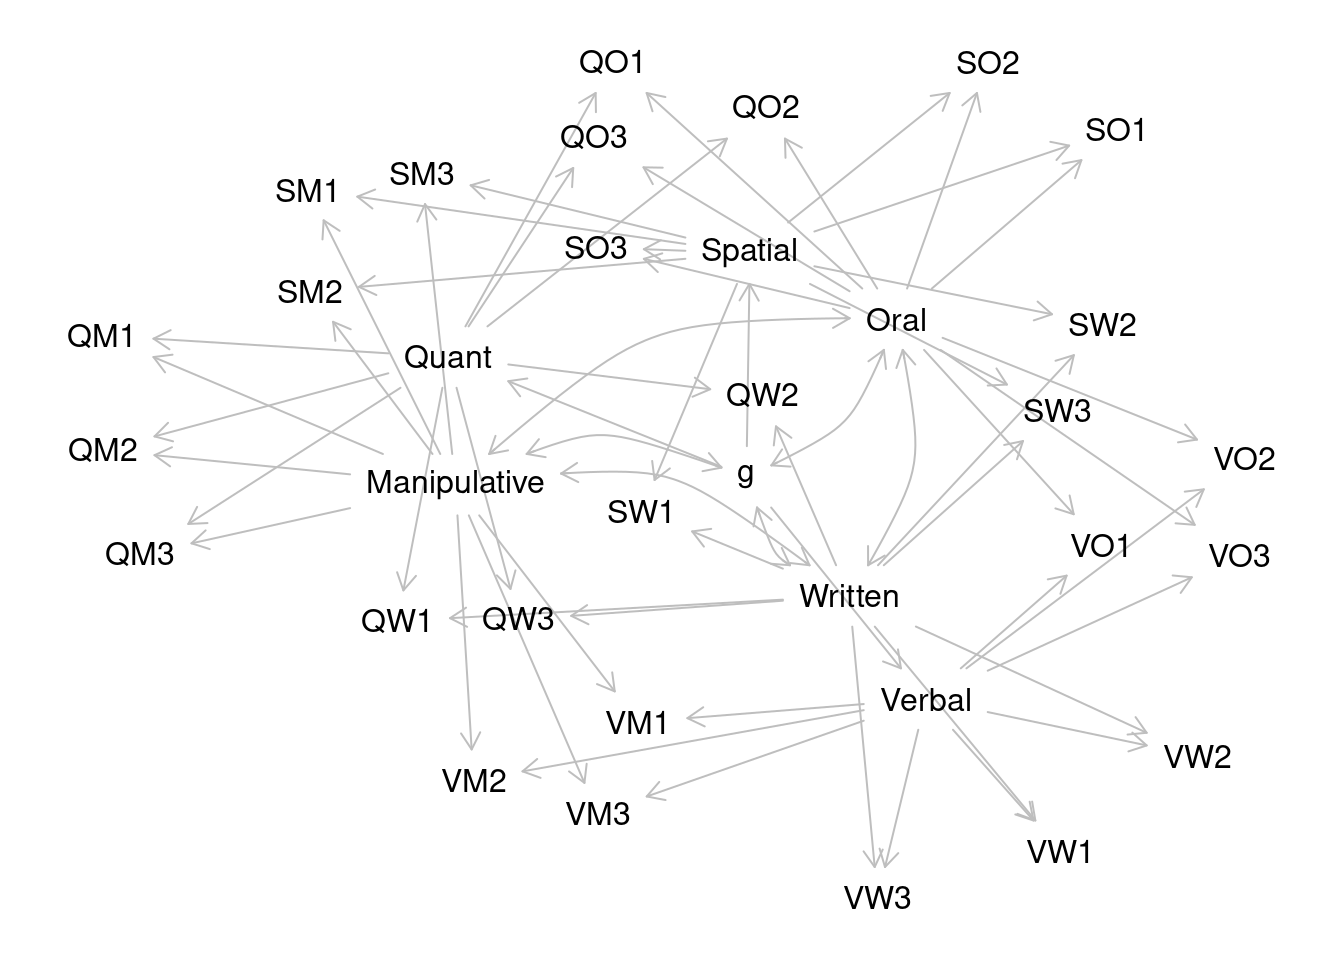 QO1
SO2
QO2
SO1
QO3
SM3
SM1
SO3
Spatial
SM2
Oral
SW2
QM1
Quant
QW2
SW3
QM2
VO2
g
Manipulative
SW1
VO1
QM3
VO3
Written
QW1
QW3
Verbal
VM1
VW2
VM2
VM3
VW1
VW3